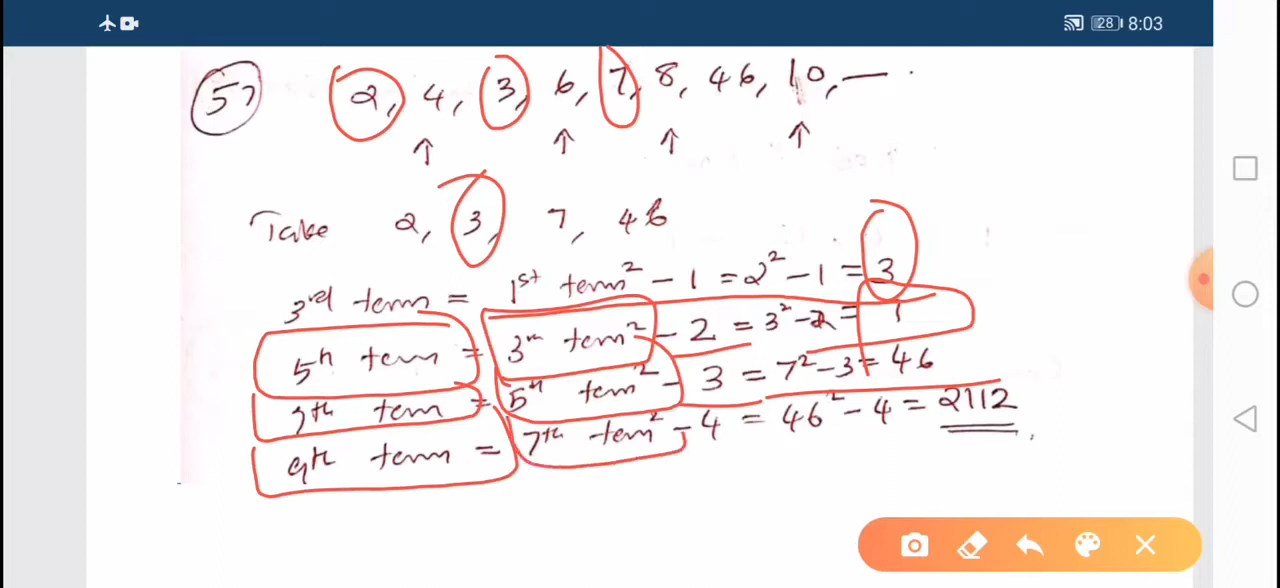 28 8:03
57 2, 4, 3, 6, 7, 8, 46, 10, — .
Take 2, 3, 7, 46
3rd term = 1st term² - 1 = 2² - 1 = 3
5th term = 3rd term² - 2 = 3² - 2 = 7
7th term = 5th term² - 3 = 7² - 3 = 46
9th term = 7th term² - 4 = 46² - 4 = 2112